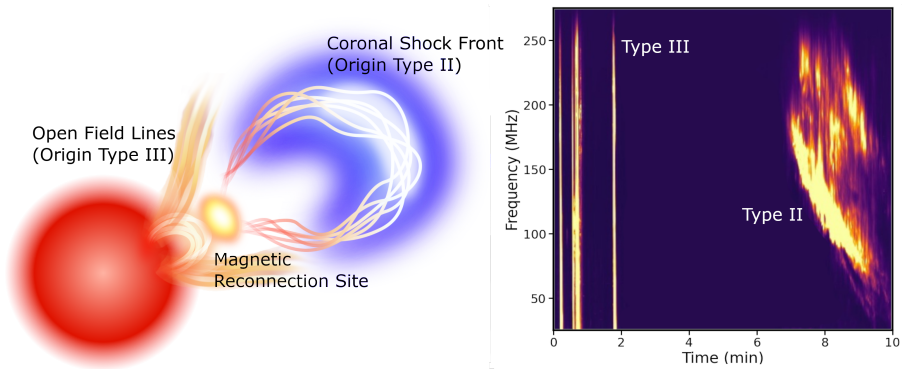 Coronal Shock Front
(Origin Type II)
Open Field Lines
(Origin Type III)
Magnetic
Reconnection Site
Type III
Type II
Frequency (MHz)
250
200
150
100
50
0
2
4
6
8
10
Time (min)